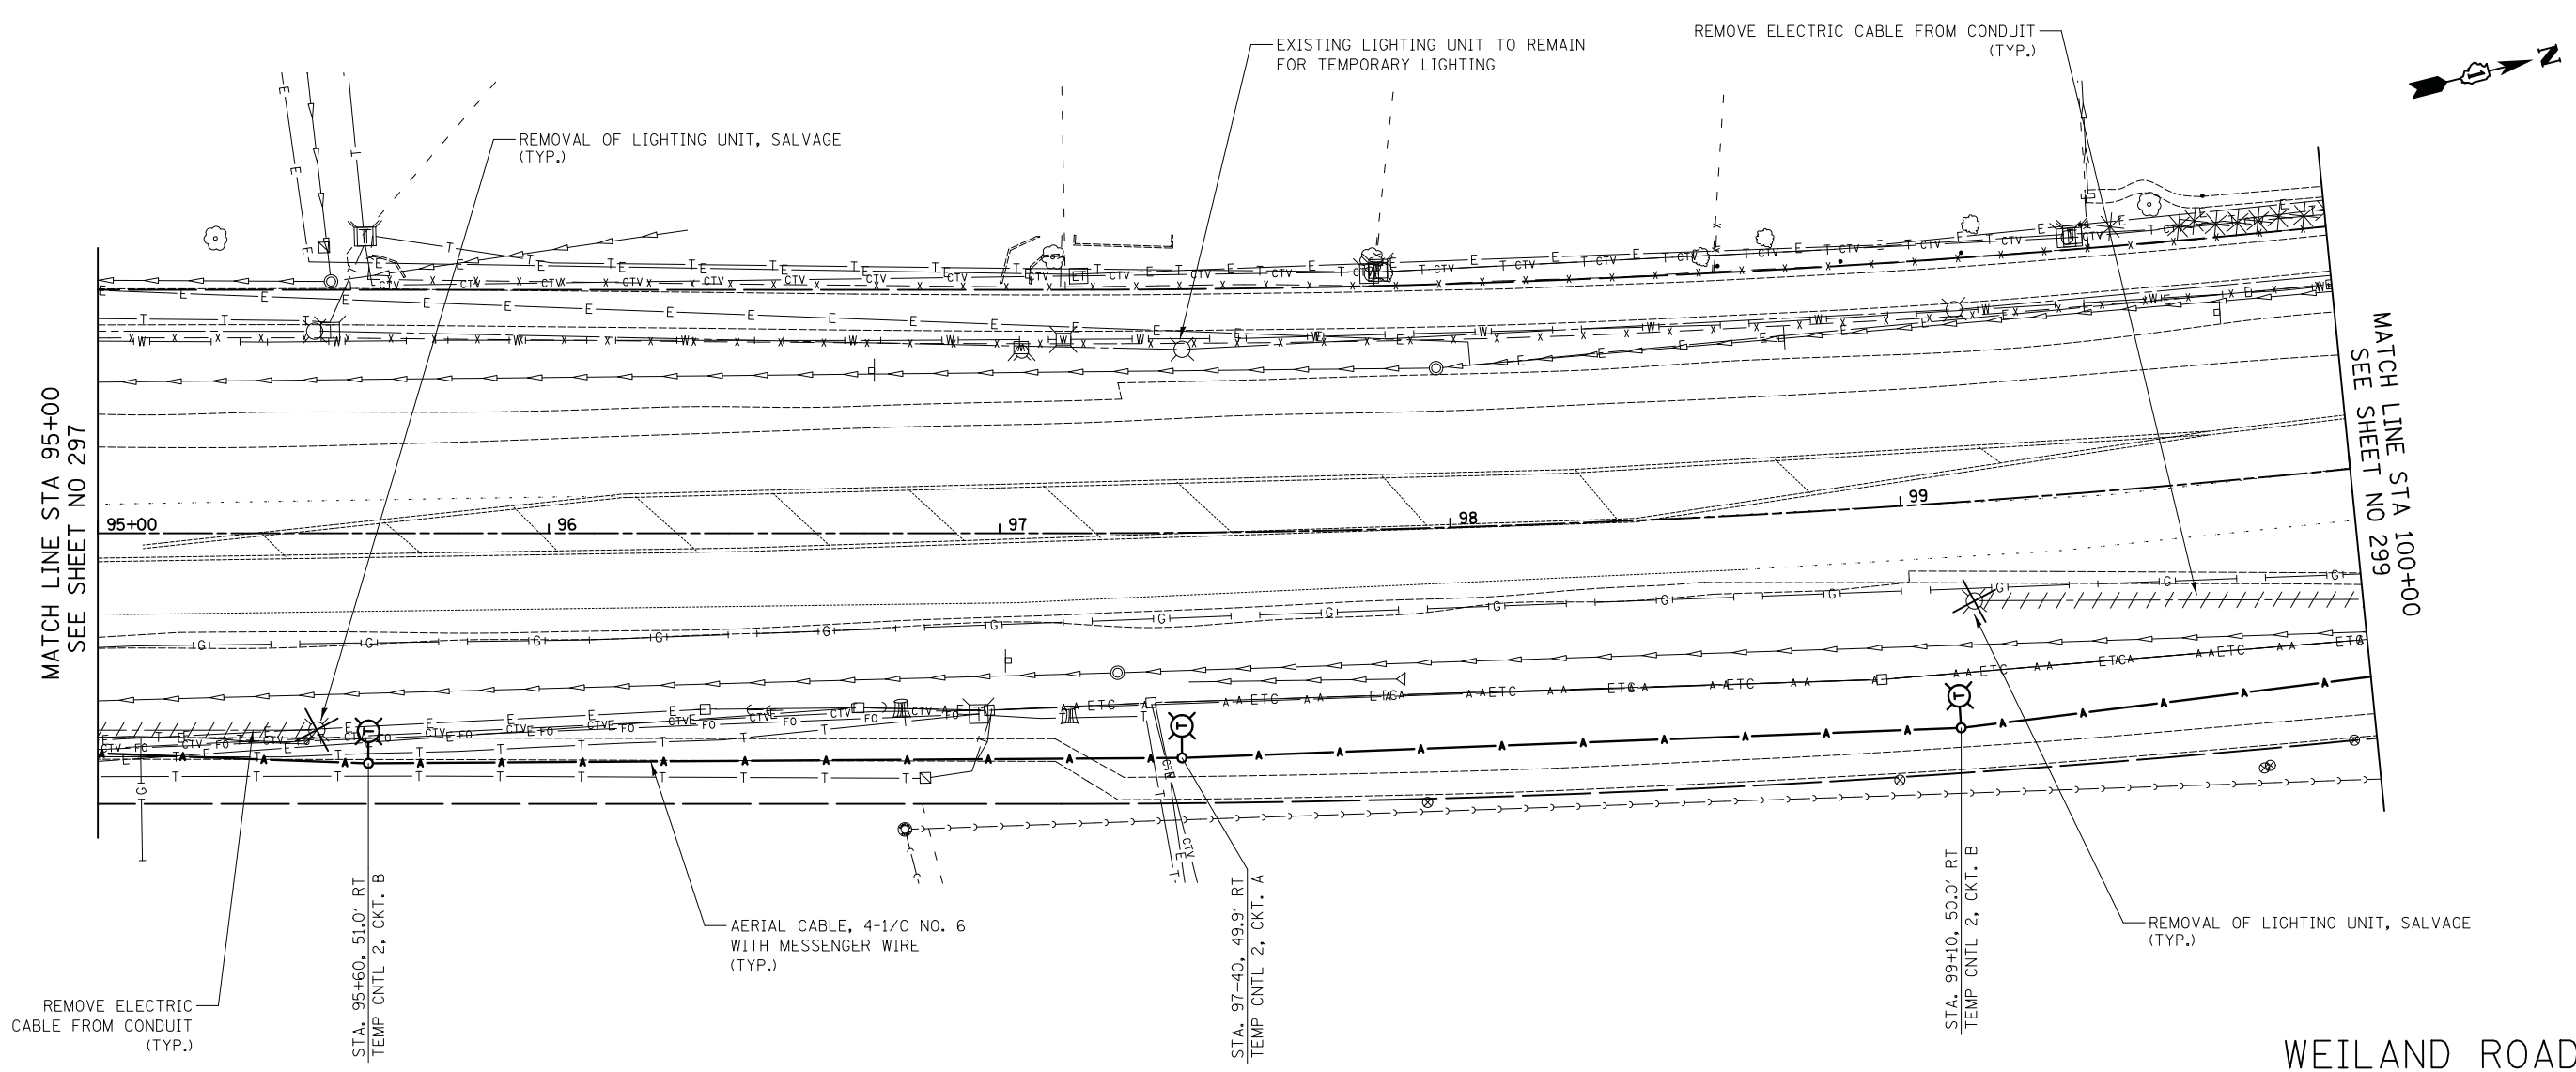 REMOVE ELECTRIC CABLE FROM CONDUIT
(TYP.)
EXISTING LIGHTING UNIT TO REMAIN
FOR TEMPORARY LIGHTING
N
REMOVAL OF LIGHTING UNIT, SALVAGE
(TYP.)
MATCH LINE STA 95+00
SEE SHEET NO 297
MATCH LINE STA 100+00
SEE SHEET NO 299
95+00
96
97
98
99
STA. 95+60, 51.0' RT
TEMP CNTL 2, CKT. B
AERIAL CABLE, 4-1/C NO. 6
WITH MESSENGER WIRE
(TYP.)
STA. 97+40, 49.9' RT
TEMP CNTL 2, CKT. A
STA. 99+10, 50.0' RT
TEMP CNTL 2, CKT. B
REMOVAL OF LIGHTING UNIT, SALVAGE
(TYP.)
REMOVE ELECTRIC
CABLE FROM CONDUIT
(TYP.)
WEILAND ROAD